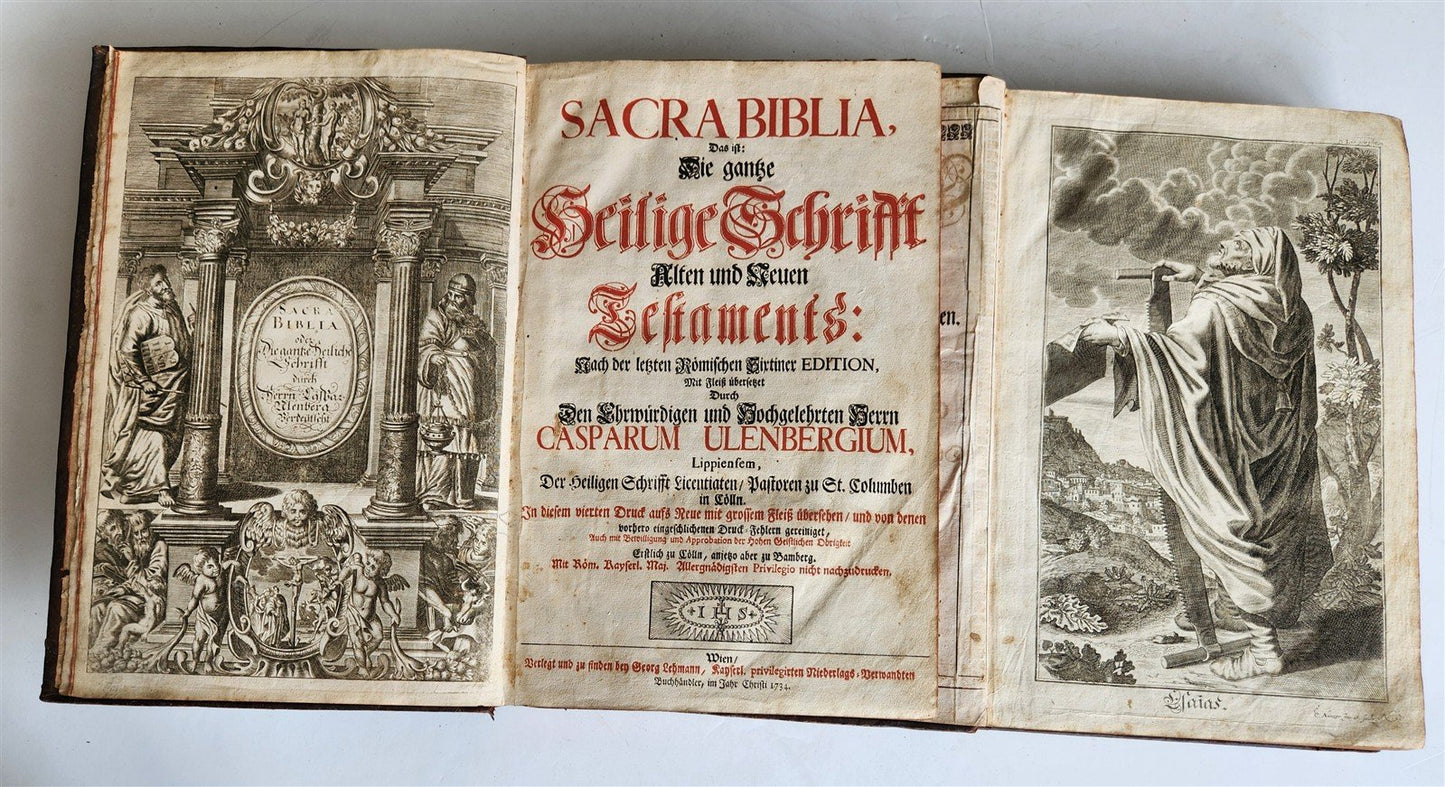 SACRA
BIBLIA
oder
Die gantze Heilige
Schrifft
durch
Herrn Caspar
Ulenberg
Verteütscht
SACRA BIBLIA,
Das ist:
Die gantze
Heilige Schrifft
Alten und Neuen
Testaments:
Nach der letzten Römischen Sixtiner EDITION,
Mit Fleiß übersetzet
Durch
Den Ehrwürdigen und Hochgelehrten Herrn
CASPARUM ULENBERGIUM,
Lippiensem,
Der Heiligen Schrifft Licentiaten/ Pastoren zu St. Columben
in Cölln.
In diesem vierten Druck aufs Neue mit grossem Fleiß übersehen/ und von denen
vorhero eingeschlichenen Druck-Fehlern gereiniget,
Auch mit Bewilligung und Approbation der Hohen Geistlichen Obrigkeit
Erstlich zu Cölln, anjetzo aber zu Bamberg.
Mit Röm. Kayserl. Maj. Allergnädigsten Privilegio nicht nachzudrucken.
IHS
Wien/
Verlegt und zu finden bey Georg Lehmann, Kayserl. privilegirten Niederlags-Verwandten
Buchhändler, im Jahr Christi 1734.
en.
Esaias.